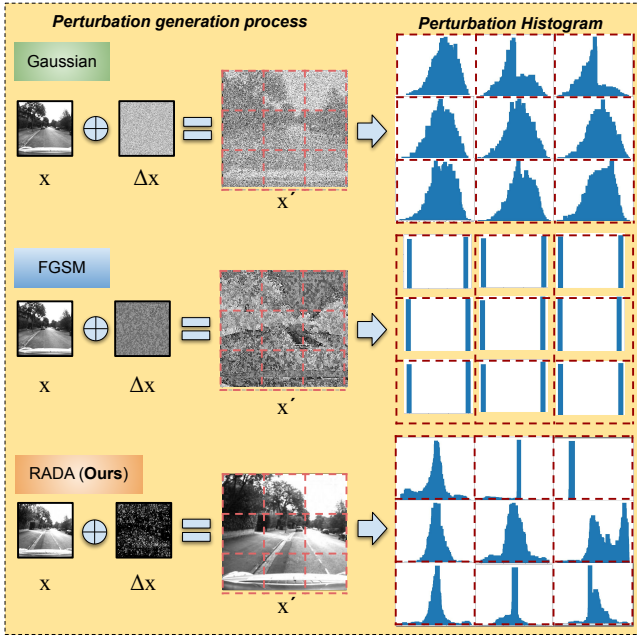 Perturbation generation process
Perturbation Histogram
Gaussian
x
Δx
x´
FGSM
x
Δx
x´
RADA (Ours)
x
Δx
x´